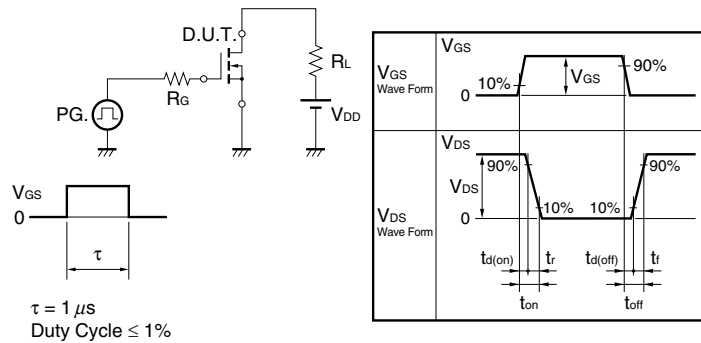 D.U.T.
RL
RG
PG.
VDD
VGS
0
τ
τ = 1 μs
Duty Cycle ≤ 1%
VGS
Wave Form
VGS
10%
VGS
90%
0
VDS
Wave Form
VDS
90%
90%
VDS
10%
10%
0
td(on)
tr
td(off)
tf
ton
toff